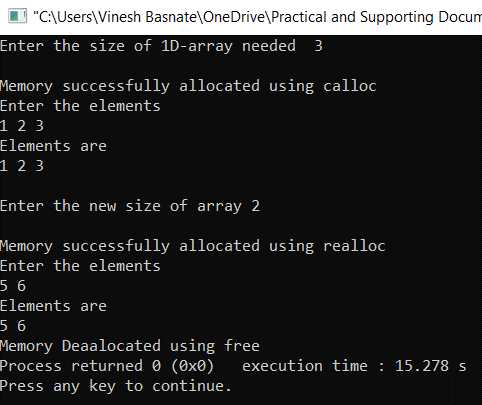 "C:\Users\Vinesh Basnate\OneDrive\Practical and Supporting Docum
Enter the size of 1D-array needed  3
Memory successfully allocated using calloc
Enter the elements
1 2 3
Elements are
1 2 3
Enter the new size of array 2
Memory successfully allocated using realloc
Enter the elements
5 6
Elements are
5 6
Memory Deaalocated using free
Process returned 0 (0x0)   execution time : 15.278 s
Press any key to continue.